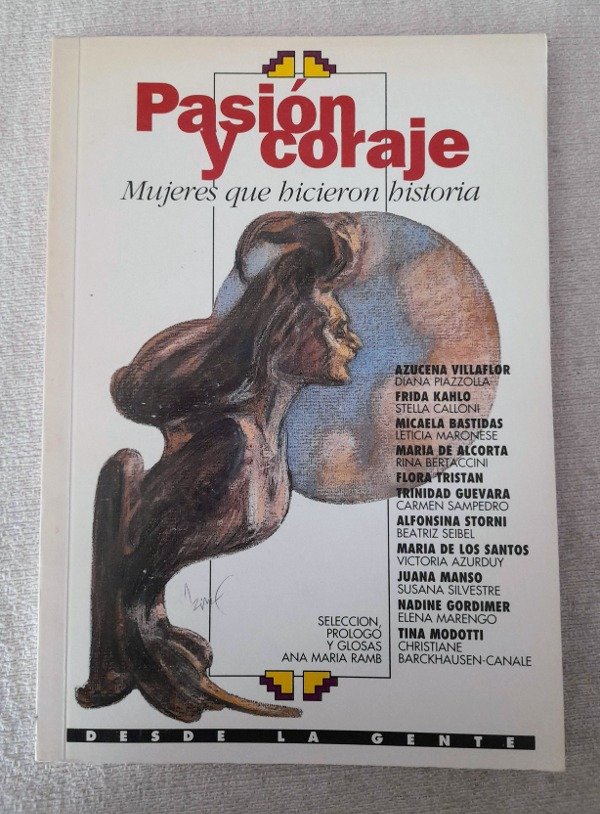 Pasión
y coraje
Mujeres que hicieron historia
AZUCENA VILLAFLOR
DIANA PIAZZOLLA
FRIDA KAHLO
STELLA CALLONI
MICAELA BASTIDAS
LETICIA MARONESE
MARIA DE ALCORTA
RINA BERTACCINI
FLORA TRISTAN
TRINIDAD GUEVARA
CARMEN SAMPEDRO
ALFONSINA STORNI
BEATRIZ SEIBEL
MARIA DE LOS SANTOS
VICTORIA AZURDUY
JUANA MANSO
SUSANA SILVESTRE
NADINE GORDIMER
ELENA MARENGO
TINA MODOTTI
CHRISTIANE
BARCKHAUSEN-CANALE
SELECCION,
PROLOGO
Y GLOSAS
ANA MARIA RAMB
DESDE LA GENTE